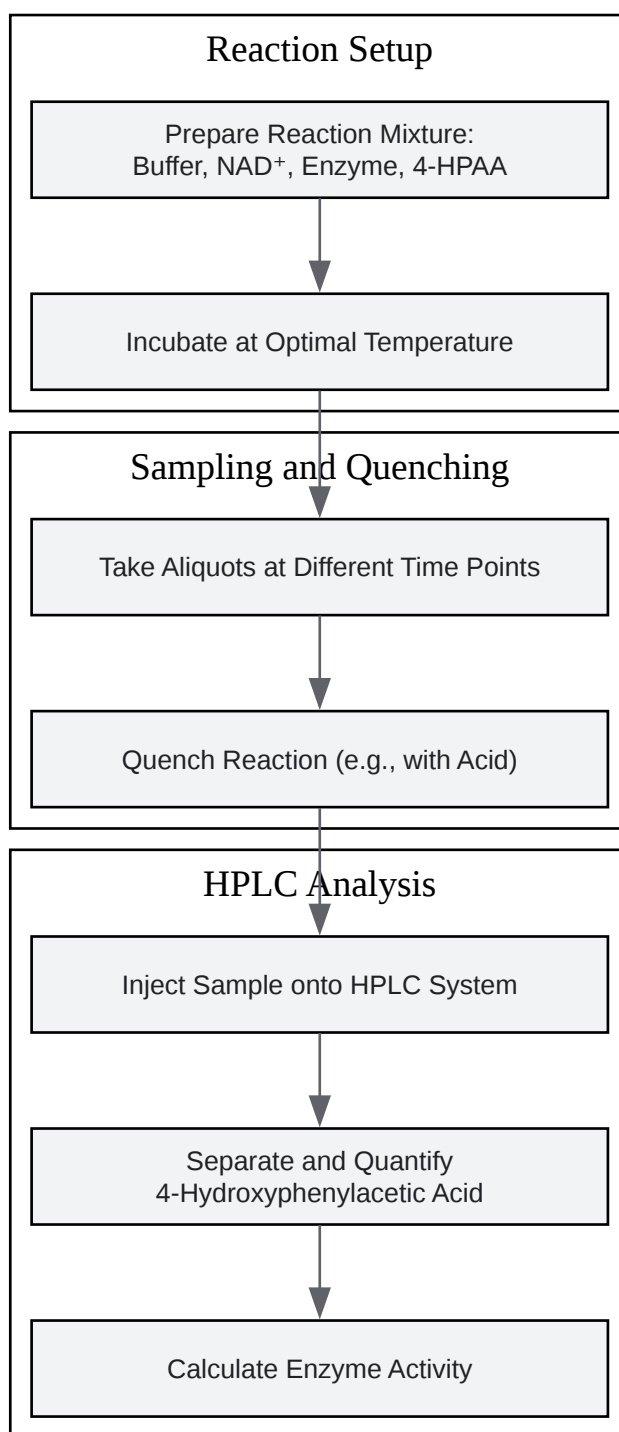 Reaction Setup
Prepare Reaction Mixture:
Buffer, NAD⁺, Enzyme, 4-HPAA
Incubate at Optimal Temperature
Sampling and Quenching
Take Aliquots at Different Time Points
Quench Reaction (e.g., with Acid)
HPLC Analysis
Inject Sample onto HPLC System
Separate and Quantify
4-Hydroxyphenylacetic Acid
Calculate Enzyme Activity